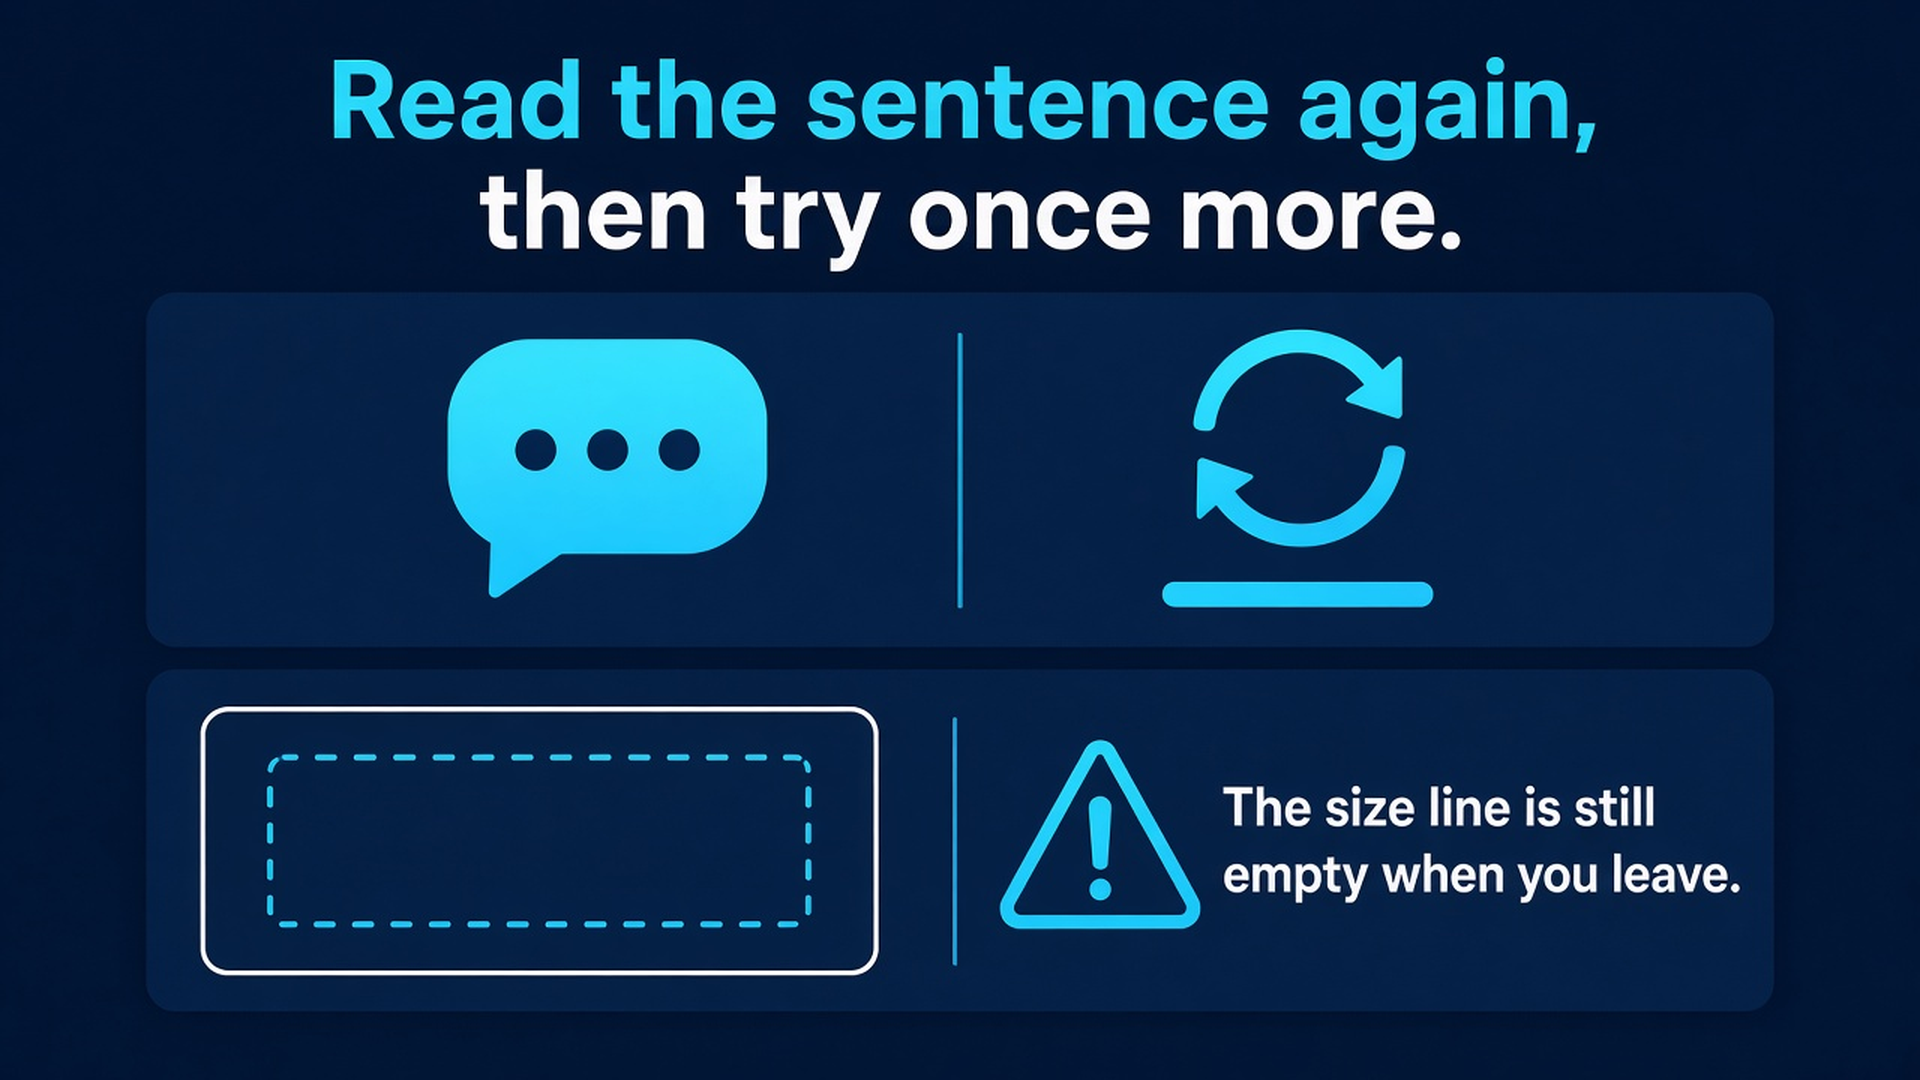 Read the sentence again,
then try once more.
The size line is still
empty when you leave.